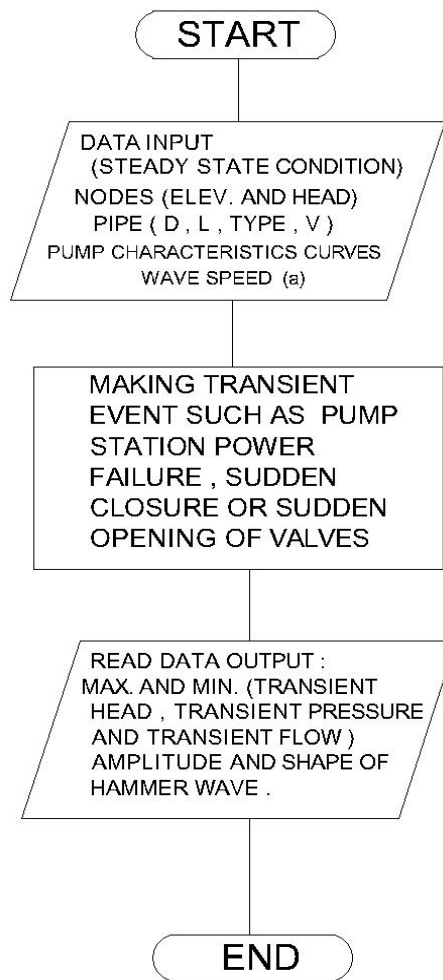 START
DATA INPUT
(STEADY STATE CONDITION)
NODES (ELEV. AND HEAD)
PIPE ( D , L , TYPE , V )
PUMP CHARACTERISTICS CURVES
WAVE SPEED (a)
MAKING TRANSIENT
EVENT SUCH AS PUMP
STATION POWER
FAILURE , SUDDEN
CLOSURE OR SUDDEN
OPENING OF VALVES
READ DATA OUTPUT :
MAX. AND MIN. (TRANSIENT
HEAD , TRANSIENT PRESSURE
AND TRANSIENT FLOW )
AMPLITUDE AND SHAPE OF
HAMMER WAVE .
END